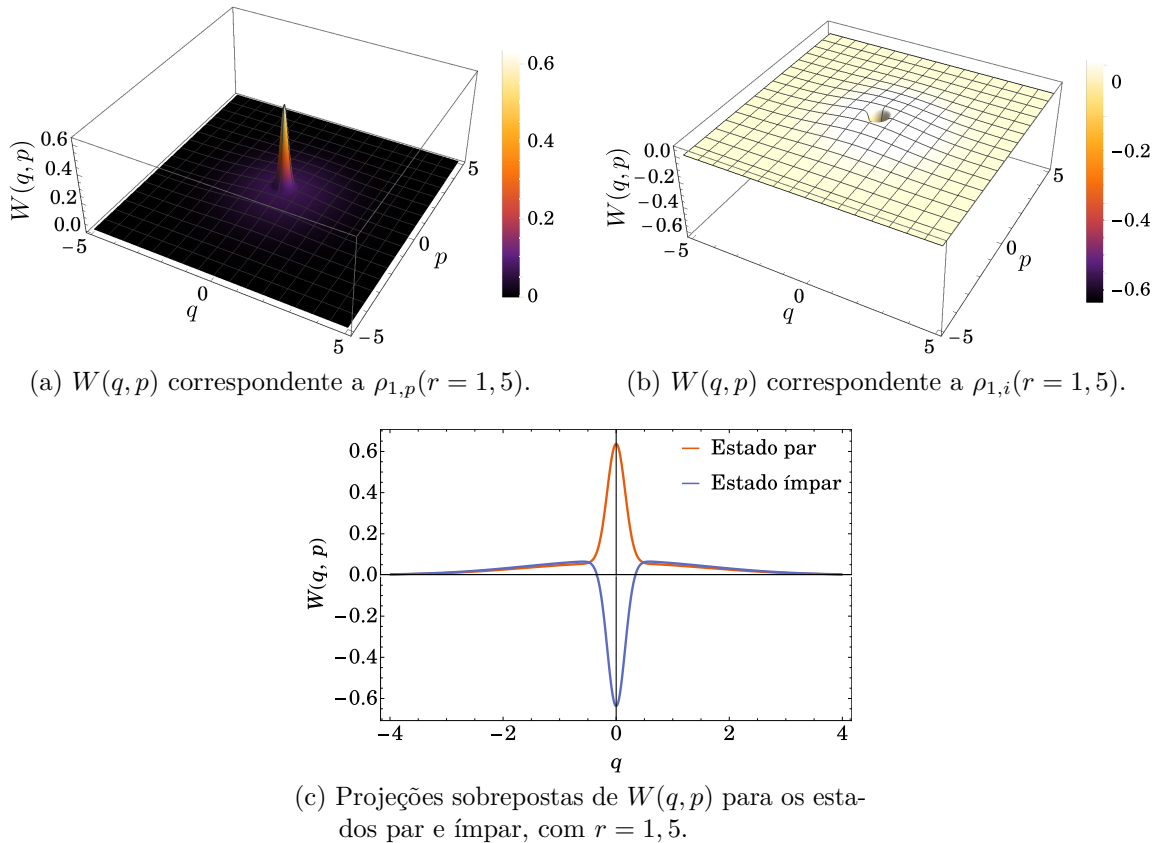 0.6
0.4
0.2
0
0.6
0.4
0.2
0.0
W(q, p)
−5
0
5
q
−5
0
5
p
(a) W(q, p) correspondente a ρ₁,ₚ(r = 1, 5).
0
−0.2
−0.4
−0.6
0.0
−0.2
−0.4
−0.6
W(q, p)
−5
0
5
q
−5
0
5
p
(b) W(q, p) correspondente a ρ₁,ᵢ(r = 1, 5).
Estado par
Estado ímpar
0.6
0.4
0.2
0.0
−0.2
−0.4
−0.6
W(q, p)
−4 −2 0 2 4
q
(c) Projeções sobrepostas de W(q, p) para os esta-
dos par e ímpar, com r = 1, 5.